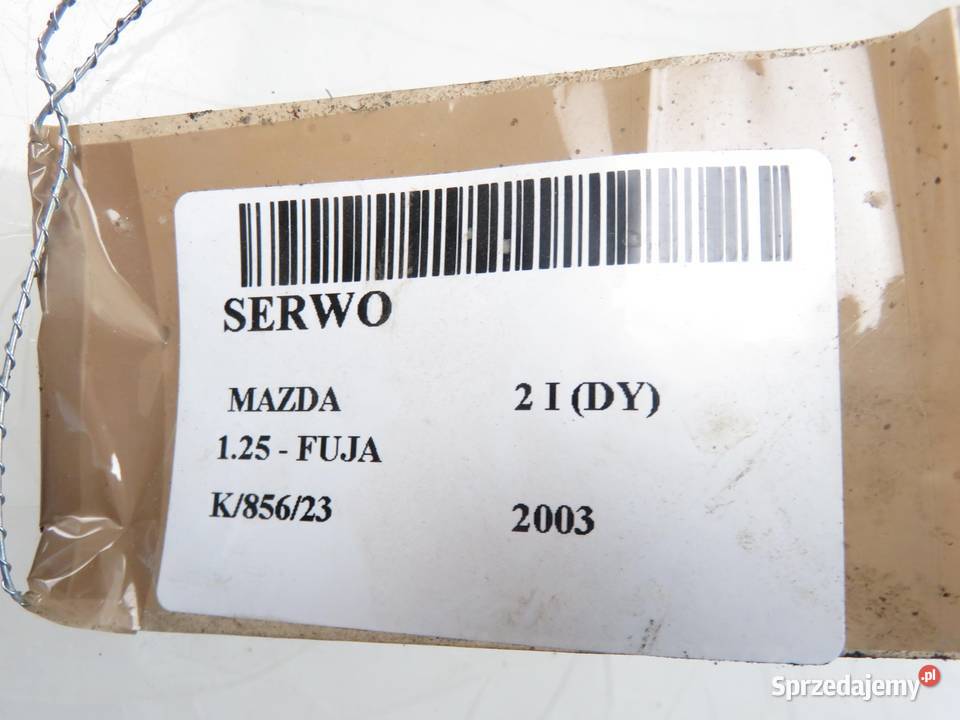 SERWO
MAZDA 2 I (DY)
1.25 - FUJA
K/856/23 2003
Sprzedajemy.pl